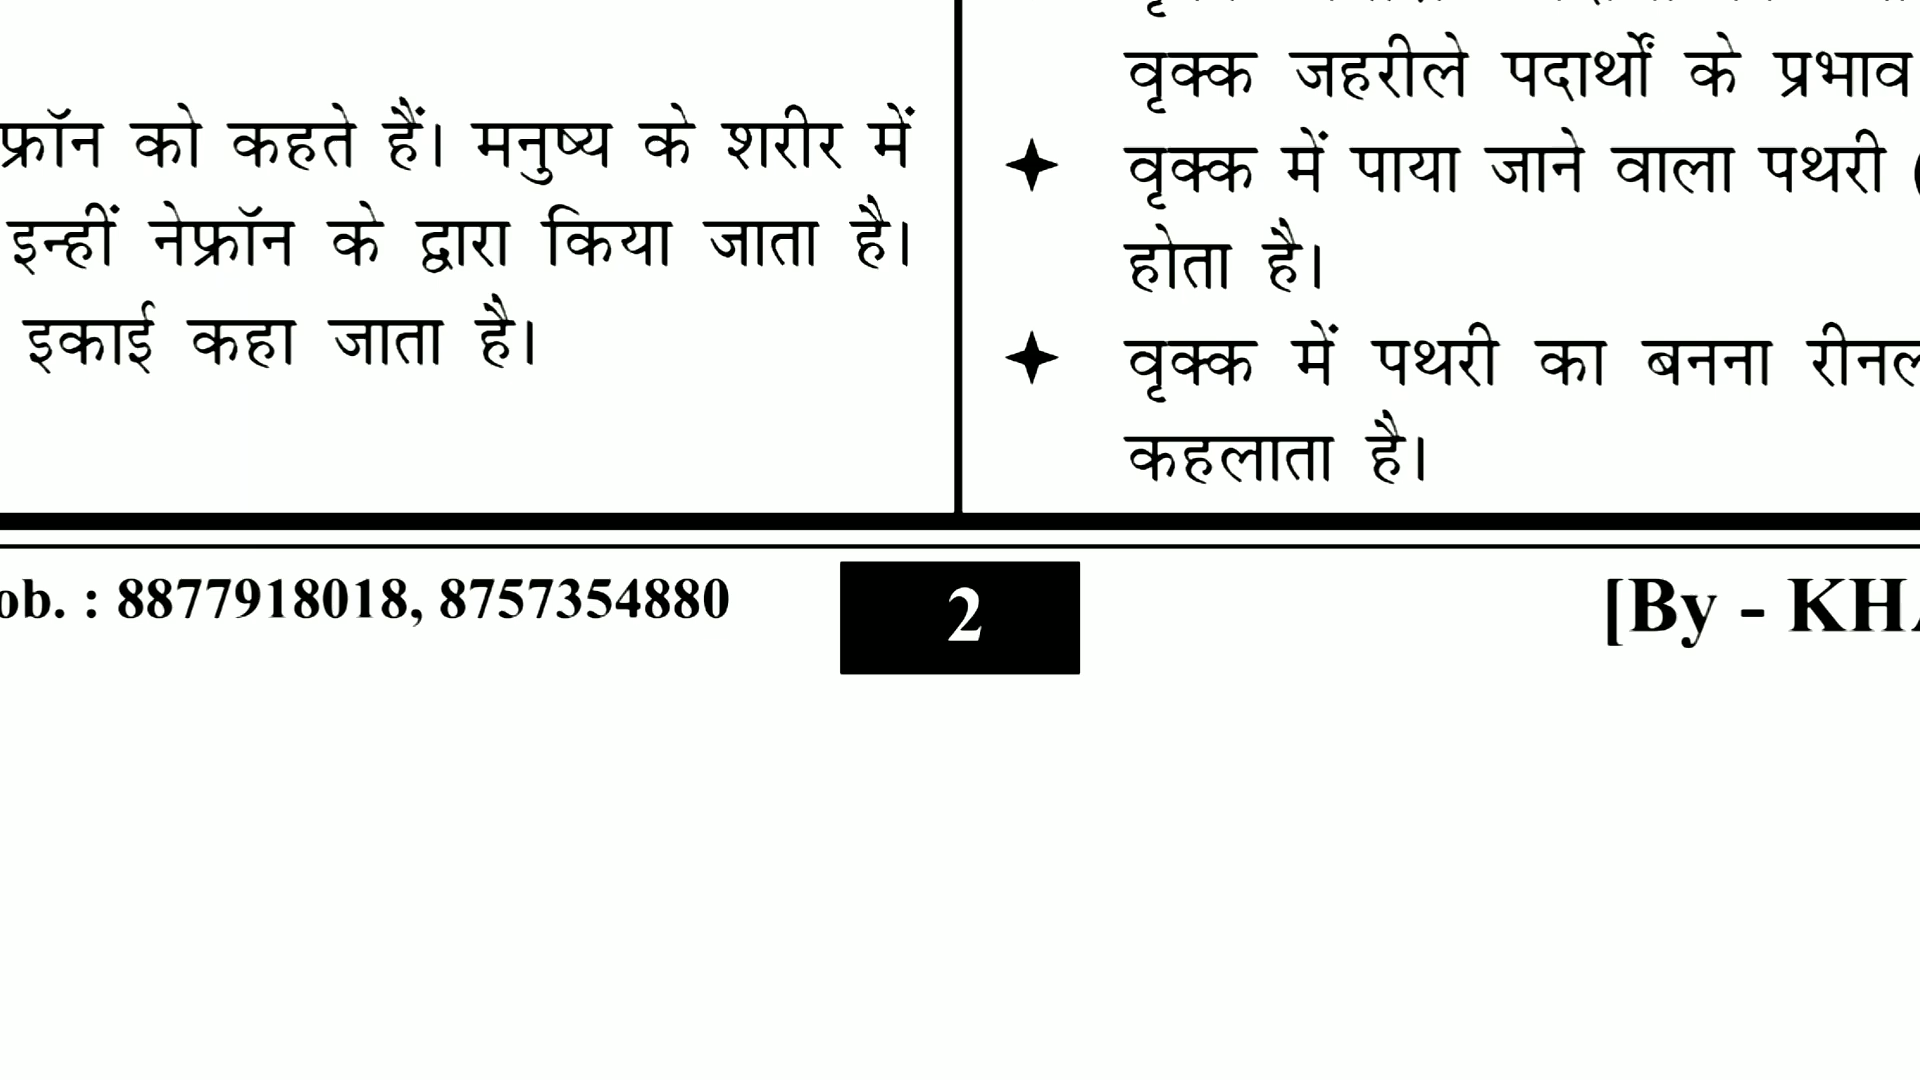 फ्रॉन को कहते हैं। मनुष्य के शरीर में
इन्हीं नेफ्रॉन के द्वारा किया जाता है।
इकाई कहा जाता है।
वृक्क जहरीले पदार्थों के प्रभाव
✦ वृक्क में पाया जाने वाला पथरी (
होता है।
✦ वृक्क में पथरी का बनना रीनल
कहलाता है।
ob. : 8877918018, 8757354880
2
[By - KHA